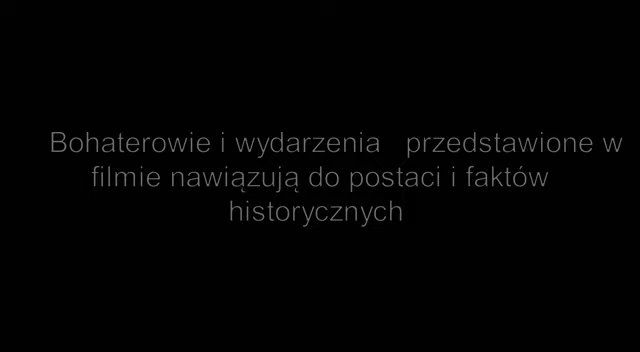 Bohaterowie i wydarzenia przedstawione w
filmie nawiązują do postaci i faktów
historycznych